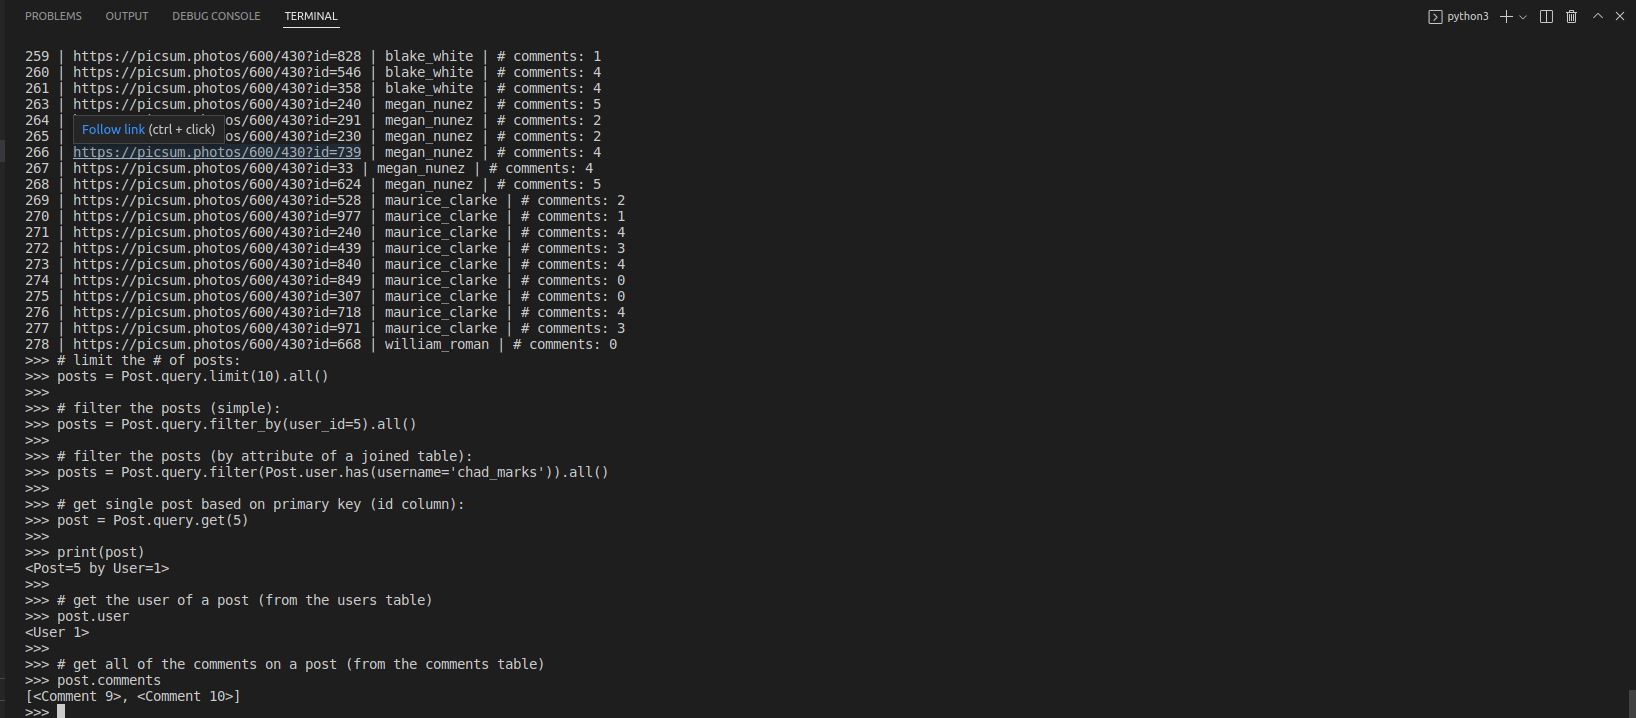 PROBLEMS OUTPUT DEBUG CONSOLE TERMINAL python3
259 | https://picsum.photos/600/430?id=828 | blake_white | # comments: 1
260 | https://picsum.photos/600/430?id=546 | blake_white | # comments: 4
261 | https://picsum.photos/600/430?id=358 | blake_white | # comments: 4
263 | https://picsum.photos/600/430?id=240 | megan_nunez | # comments: 5
264 | os/600/430?id=291 | megan_nunez | # comments: 2
Follow link (ctrl + click)
265 | os/600/430?id=230 | megan_nunez | # comments: 2
266 | https://picsum.photos/600/430?id=739 | megan_nunez | # comments: 4
267 | https://picsum.photos/600/430?id=33 | megan_nunez | # comments: 4
268 | https://picsum.photos/600/430?id=624 | megan_nunez | # comments: 5
269 | https://picsum.photos/600/430?id=528 | maurice_clarke | # comments: 2
270 | https://picsum.photos/600/430?id=977 | maurice_clarke | # comments: 1
271 | https://picsum.photos/600/430?id=240 | maurice_clarke | # comments: 4
272 | https://picsum.photos/600/430?id=439 | maurice_clarke | # comments: 3
273 | https://picsum.photos/600/430?id=840 | maurice_clarke | # comments: 4
274 | https://picsum.photos/600/430?id=849 | maurice_clarke | # comments: 0
275 | https://picsum.photos/600/430?id=307 | maurice_clarke | # comments: 0
276 | https://picsum.photos/600/430?id=718 | maurice_clarke | # comments: 4
277 | https://picsum.photos/600/430?id=971 | maurice_clarke | # comments: 3
278 | https://picsum.photos/600/430?id=668 | william_roman | # comments: 0
>>> # limit the # of posts:
>>> posts = Post.query.limit(10).all()
>>>
>>> # filter the posts (simple):
>>> posts = Post.query.filter_by(user_id=5).all()
>>>
>>> # filter the posts (by attribute of a joined table):
>>> posts = Post.query.filter(Post.user.has(username='chad_marks')).all()
>>>
>>> # get single post based on primary key (id column):
>>> post = Post.query.get(5)
>>>
>>> print(post)
<Post=5 by User=1>
>>>
>>> # get the user of a post (from the users table)
>>> post.user
<User 1>
>>>
>>> # get all of the comments on a post (from the comments table)
>>> post.comments
[<Comment 9>, <Comment 10>]
>>>